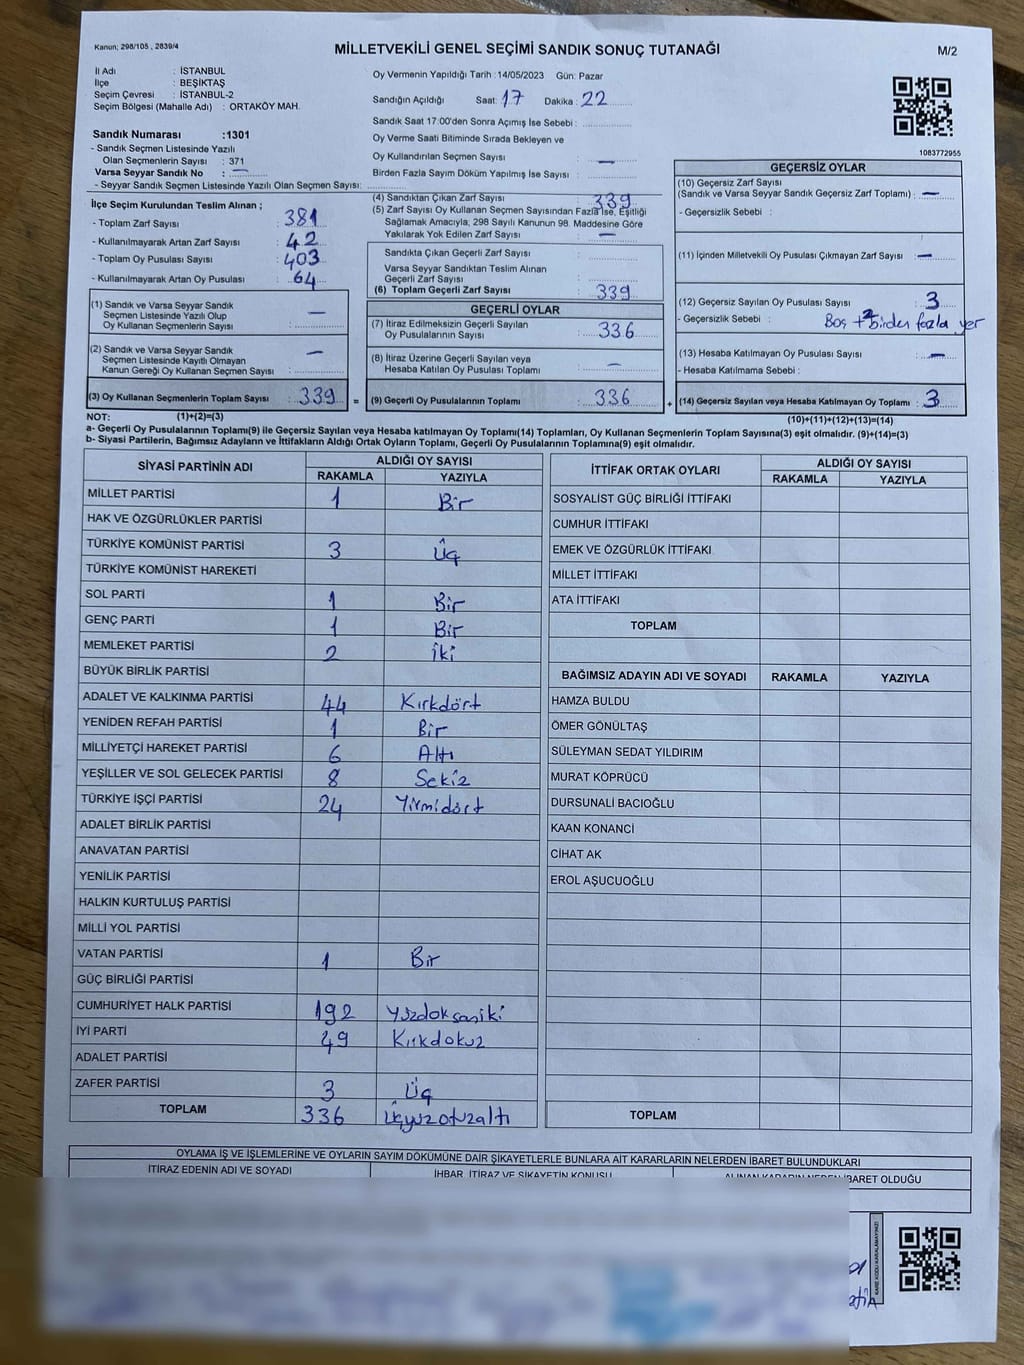 Kanun; 298/105 , 2839/4
MİLLETVEKİLİ GENEL SEÇİMİ SANDIK SONUÇ TUTANAĞI
M/2
İl Adı : İSTANBUL
İlçe : BEŞİKTAŞ
Seçim Çevresi : İSTANBUL-2
Seçim Bölgesi (Mahalle Adı) : ORTAKÖY MAH.
Sandık Numarası :1301
- Sandık Seçmen Listesinde Yazılı
Olan Seçmenlerin Sayısı : 371
Varsa Seyyar Sandık No : —
- Seyyar Sandık Seçmen Listesinde Yazılı Olan Seçmen Sayısı:
Oy Vermenin Yapıldığı Tarih :14/05/2023 Gün: Pazar
Sandığın Açıldığı Saat: 17 Dakika : 22
Sandık Saat 17:00'den Sonra Açımış İse Sebebi :
Oy Verme Saati Bitiminde Sırada Bekleyen ve
Oy Kullandırılan Seçmen Sayısı : —
Birden Fazla Sayım Döküm Yapılmış İse Sayısı :
1083772955
İlçe Seçim Kurulundan Teslim Alınan ;
- Toplam Zarf Sayısı : 381
- Kullanılmayarak Artan Zarf Sayısı : 42
- Toplam Oy Pusulası Sayısı : 403
- Kullanılmayarak Artan Oy Pusulası : 64
(1) Sandık ve Varsa Seyyar Sandık
Seçmen Listesinde Yazılı Olup
Oy Kullanan Seçmenlerin Sayısı : —
(2) Sandık ve Varsa Seyyar Sandık
Seçmen Listesinde Kayıtlı Olmayan
Kanun Gereği Oy Kullanan Seçmen Sayısı : —
(3) Oy Kullanan Seçmenlerin Toplam Sayısı : 339 =
(4) Sandıktan Çıkan Zarf Sayısı : 339
(5) Zarf Sayısı Oy Kullanan Seçmen Sayısından Fazla İse, Eşitliği
Sağlamak Amacıyla, 298 Sayılı Kanunun 98. Maddesine Göre
Yakılarak Yok Edilen Zarf Sayısı : —
Sandıkta Çıkan Geçerli Zarf Sayısı :
Varsa Seyyar Sandıktan Teslim Alınan
Geçerli Zarf Sayısı :
(6) Toplam Geçerli Zarf Sayısı : 339
GEÇERLİ OYLAR
(7) İtiraz Edilmeksizin Geçerli Sayılan
Oy Pusulalarının Sayısı : 336
(8) İtiraz Üzerine Geçerli Sayılan veya
Hesaba Katılan Oy Pusulası Toplamı : —
(9) Geçerli Oy Pusulalarının Toplamı : 336 +
GEÇERSİZ OYLAR
(10) Geçersiz Zarf Sayısı
(Sandık ve Varsa Seyyar Sandık Geçersiz Zarf Toplamı) : —
- Geçersizlik Sebebi :
(11) İçinden Milletvekili Oy Pusulası Çıkmayan Zarf Sayısı : —
(12) Geçersiz Sayılan Oy Pusulası Sayısı : 3
- Geçersizlik Sebebi : Boş + 2 birden fazla yer
(13) Hesaba Katılmayan Oy Pusulası Sayısı : —
- Hesaba Katılmama Sebebi :
(14) Geçersiz Sayılan veya Hesaba Katılmayan Oy Toplamı : 3
NOT: (1)+(2)=(3)
(10)+(11)+(12)+(13)=(14)
a- Geçerli Oy Pusulalarının Toplamı(9) ile Geçersiz Sayılan veya Hesaba katılmayan Oy Toplamı(14) Toplamları, Oy Kullanan Seçmenlerin Toplam Sayısına(3) eşit olmalıdır. (9)+(14)=(3)
b- Siyasi Partilerin, Bağımsız Adayların ve İttifakların Aldığı Ortak Oyların Toplamı, Geçerli Oy Pusulalarının Toplamına(9) eşit olmalıdır.
SİYASİ PARTİNİN ADI ALDIĞI OY SAYISI
RAKAMLA YAZIYLA
MİLLET PARTİSİ 1 Bir
HAK VE ÖZGÜRLÜKLER PARTİSİ
TÜRKİYE KOMÜNİST PARTİSİ 3 Üç
TÜRKİYE KOMÜNİST HAREKETİ
SOL PARTİ 1 Bir
GENÇ PARTİ 1 Bir
MEMLEKET PARTİSİ 2 İki
BÜYÜK BİRLİK PARTİSİ
ADALET VE KALKINMA PARTİSİ 44 Kırkdört
YENİDEN REFAH PARTİSİ 1 Bir
MİLLİYETÇİ HAREKET PARTİSİ 6 Altı
YEŞİLLER VE SOL GELECEK PARTİSİ 8 Sekiz
TÜRKİYE İŞÇİ PARTİSİ 24 Yirmidört
ADALET BİRLİK PARTİSİ
ANAVATAN PARTİSİ
YENİLİK PARTİSİ
HALKIN KURTULUŞ PARTİSİ
MİLLİ YOL PARTİSİ
VATAN PARTİSİ 1 Bir
GÜÇ BİRLİĞİ PARTİSİ
CUMHURİYET HALK PARTİSİ 192 yüzdoksaniki
İYİ PARTİ 49 Kırkdokuz
ADALET PARTİSİ
ZAFER PARTİSİ 3 Üç
TOPLAM 336 üçyüzotuzaltı
İTTİFAK ORTAK OYLARI ALDIĞI OY SAYISI
RAKAMLA YAZIYLA
SOSYALİST GÜÇ BİRLİĞİ İTTİFAKI
CUMHUR İTTİFAKI
EMEK VE ÖZGÜRLÜK İTTİFAKI
MİLLET İTTİFAKI
ATA İTTİFAKI
TOPLAM
BAĞIMSIZ ADAYIN ADI VE SOYADI RAKAMLA YAZIYLA
HAMZA BULDU
ÖMER GÖNÜLTAŞ
SÜLEYMAN SEDAT YILDIRIM
MURAT KÖPRÜCÜ
DURSUNALİ BACIOĞLU
KAAN KONANCİ
CİHAT AK
EROL AŞUCUOĞLU
TOPLAM
OYLAMA İŞ VE İŞLEMLERİNE VE OYLARIN SAYIM DÖKÜMÜNE DAİR ŞİKAYETLERLE BUNLARA AİT KARARLARIN NELERDEN İBARET BULUNDUKLARI
İTİRAZ EDENİN ADI VE SOYADI İHBAR, İTİRAZ VE ŞİKAYETİN KONUSU ALINAN KARARIN NEDEN İBARET OLDUĞU
KARE KODU KARALAMAYINIZ!